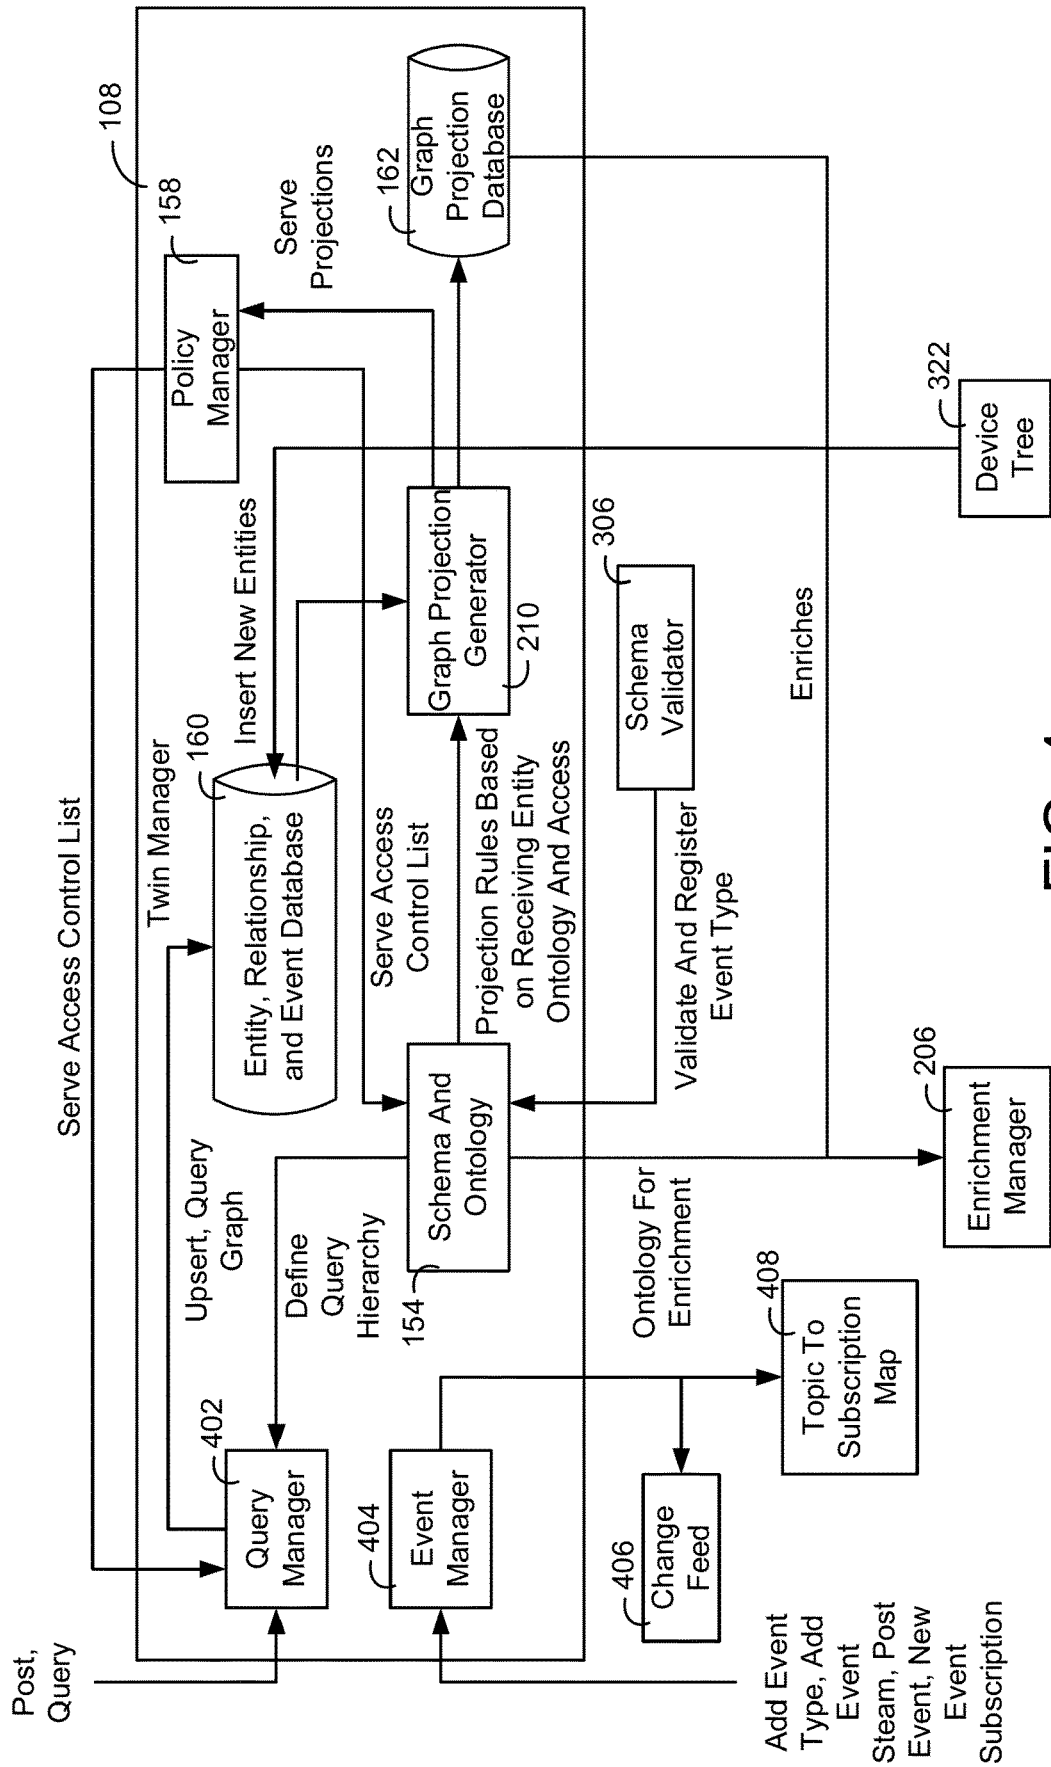 Post,
Query
Serve Access Control List
Twin Manager
108
Upsert, Query
Graph
Insert New Entities
Policy
Manager
158
Query
Manager
402
Define
Query
Hierarchy
Entity, Relationship,
and Event Database
160
Serve
Projections
Serve Access
Control List
Event
Manager
404
Schema And
Ontology
154
Projection Rules Based
on Receiving Entity
Ontology And Access
Graph Projection
Generator
210
Graph
Projection
Database
162
Change
Feed
406
Ontology For
Enrichment
Validate And Register
Event Type
Schema
Validator
306
Add Event
Type, Add
Event
Steam, Post
Event, New
Event
Subscription
Topic To
Subscription
Map
408
Enriches
Enrichment
Manager
206
Device
Tree
322
FIG. 4